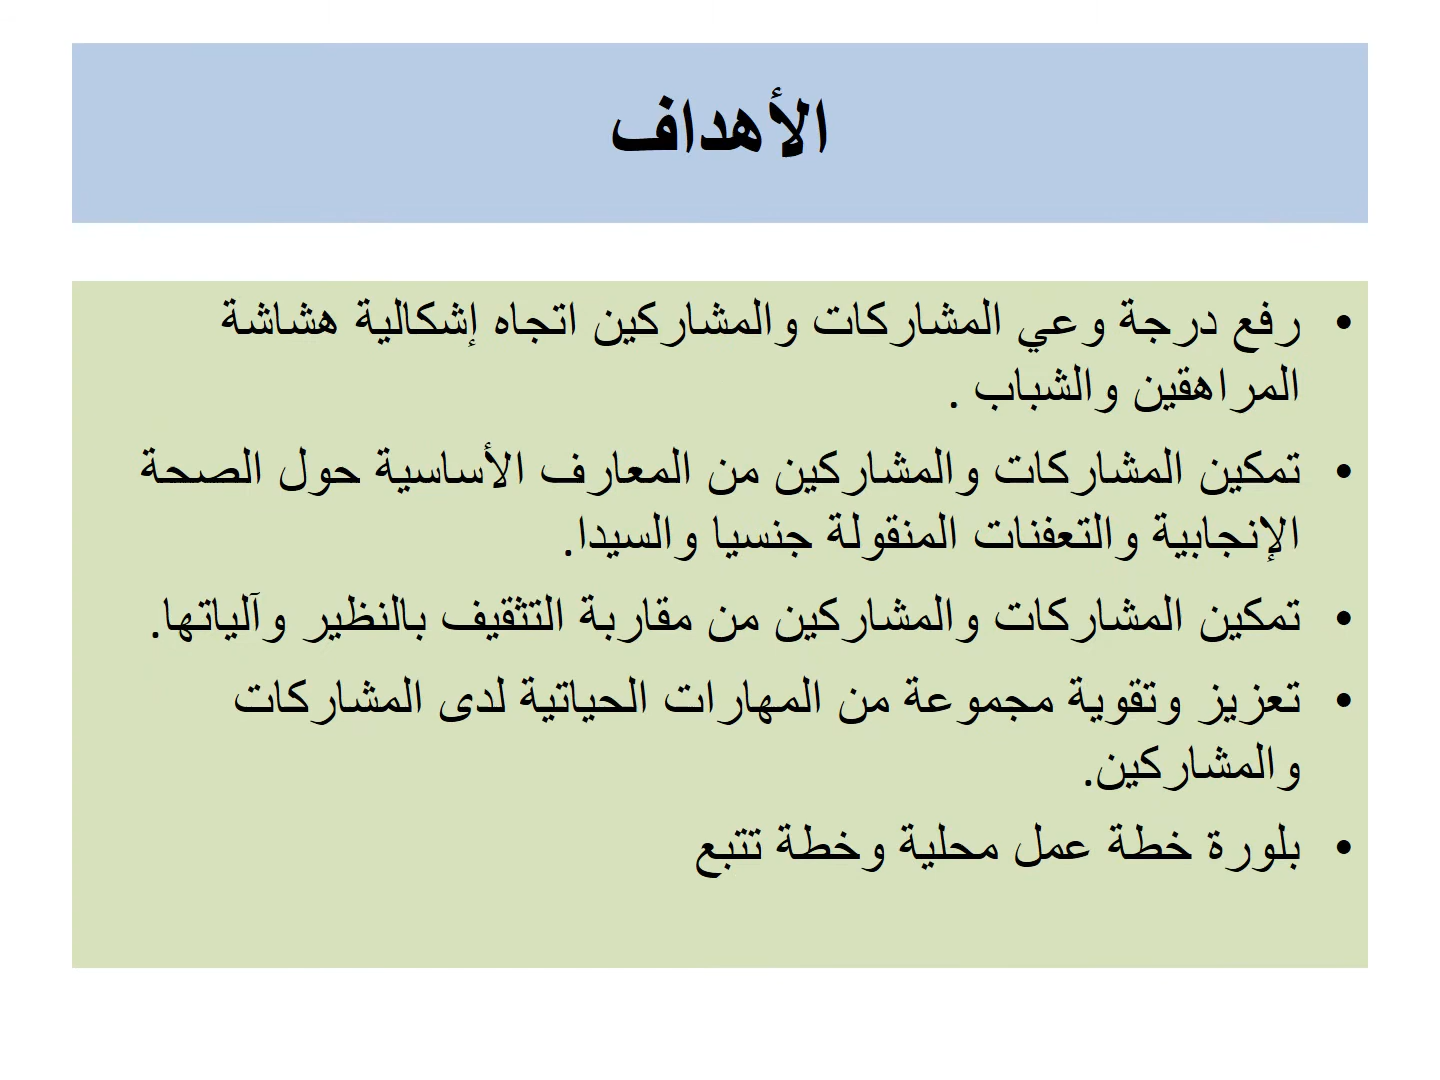 الأهداف
• رفع درجة وعي المشاركات والمشاركين اتجاه إشكالية هشاشة
المراهقين والشباب .
• تمكين المشاركات والمشاركين من المعارف الأساسية حول الصحة
الإنجابية والتعفنات المنقولة جنسيا والسيدا.
• تمكين المشاركات والمشاركين من مقاربة التثقيف بالنظير وآلياتها.
• تعزيز وتقوية مجموعة من المهارات الحياتية لدى المشاركات
والمشاركين.
• بلورة خطة عمل محلية وخطة تتبع